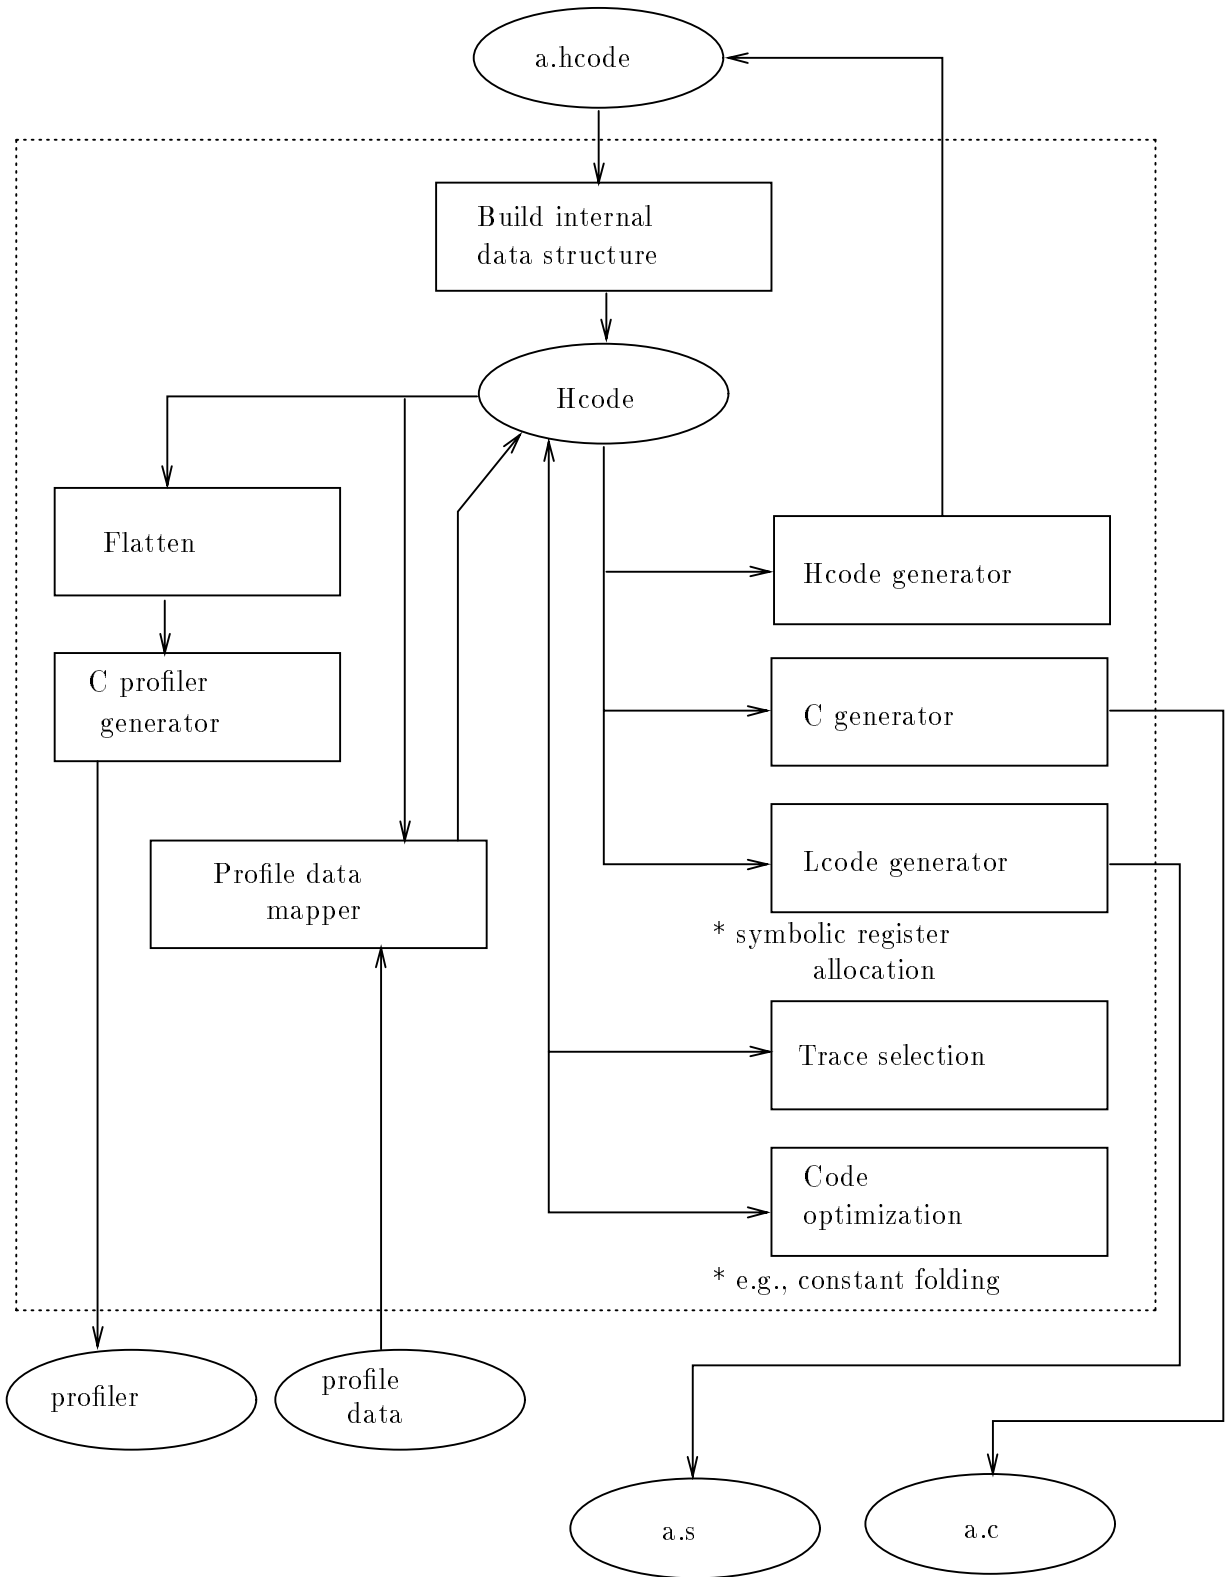 a.hcode
Build internal
data structure
Hcode
Flatten
Hcode generator
C profiler
generator
C generator
Profile data
mapper
Lcode generator
* symbolic register
allocation
Trace selection
Code
optimization
* e.g., constant folding
profiler
profile
data
a.s
a.c